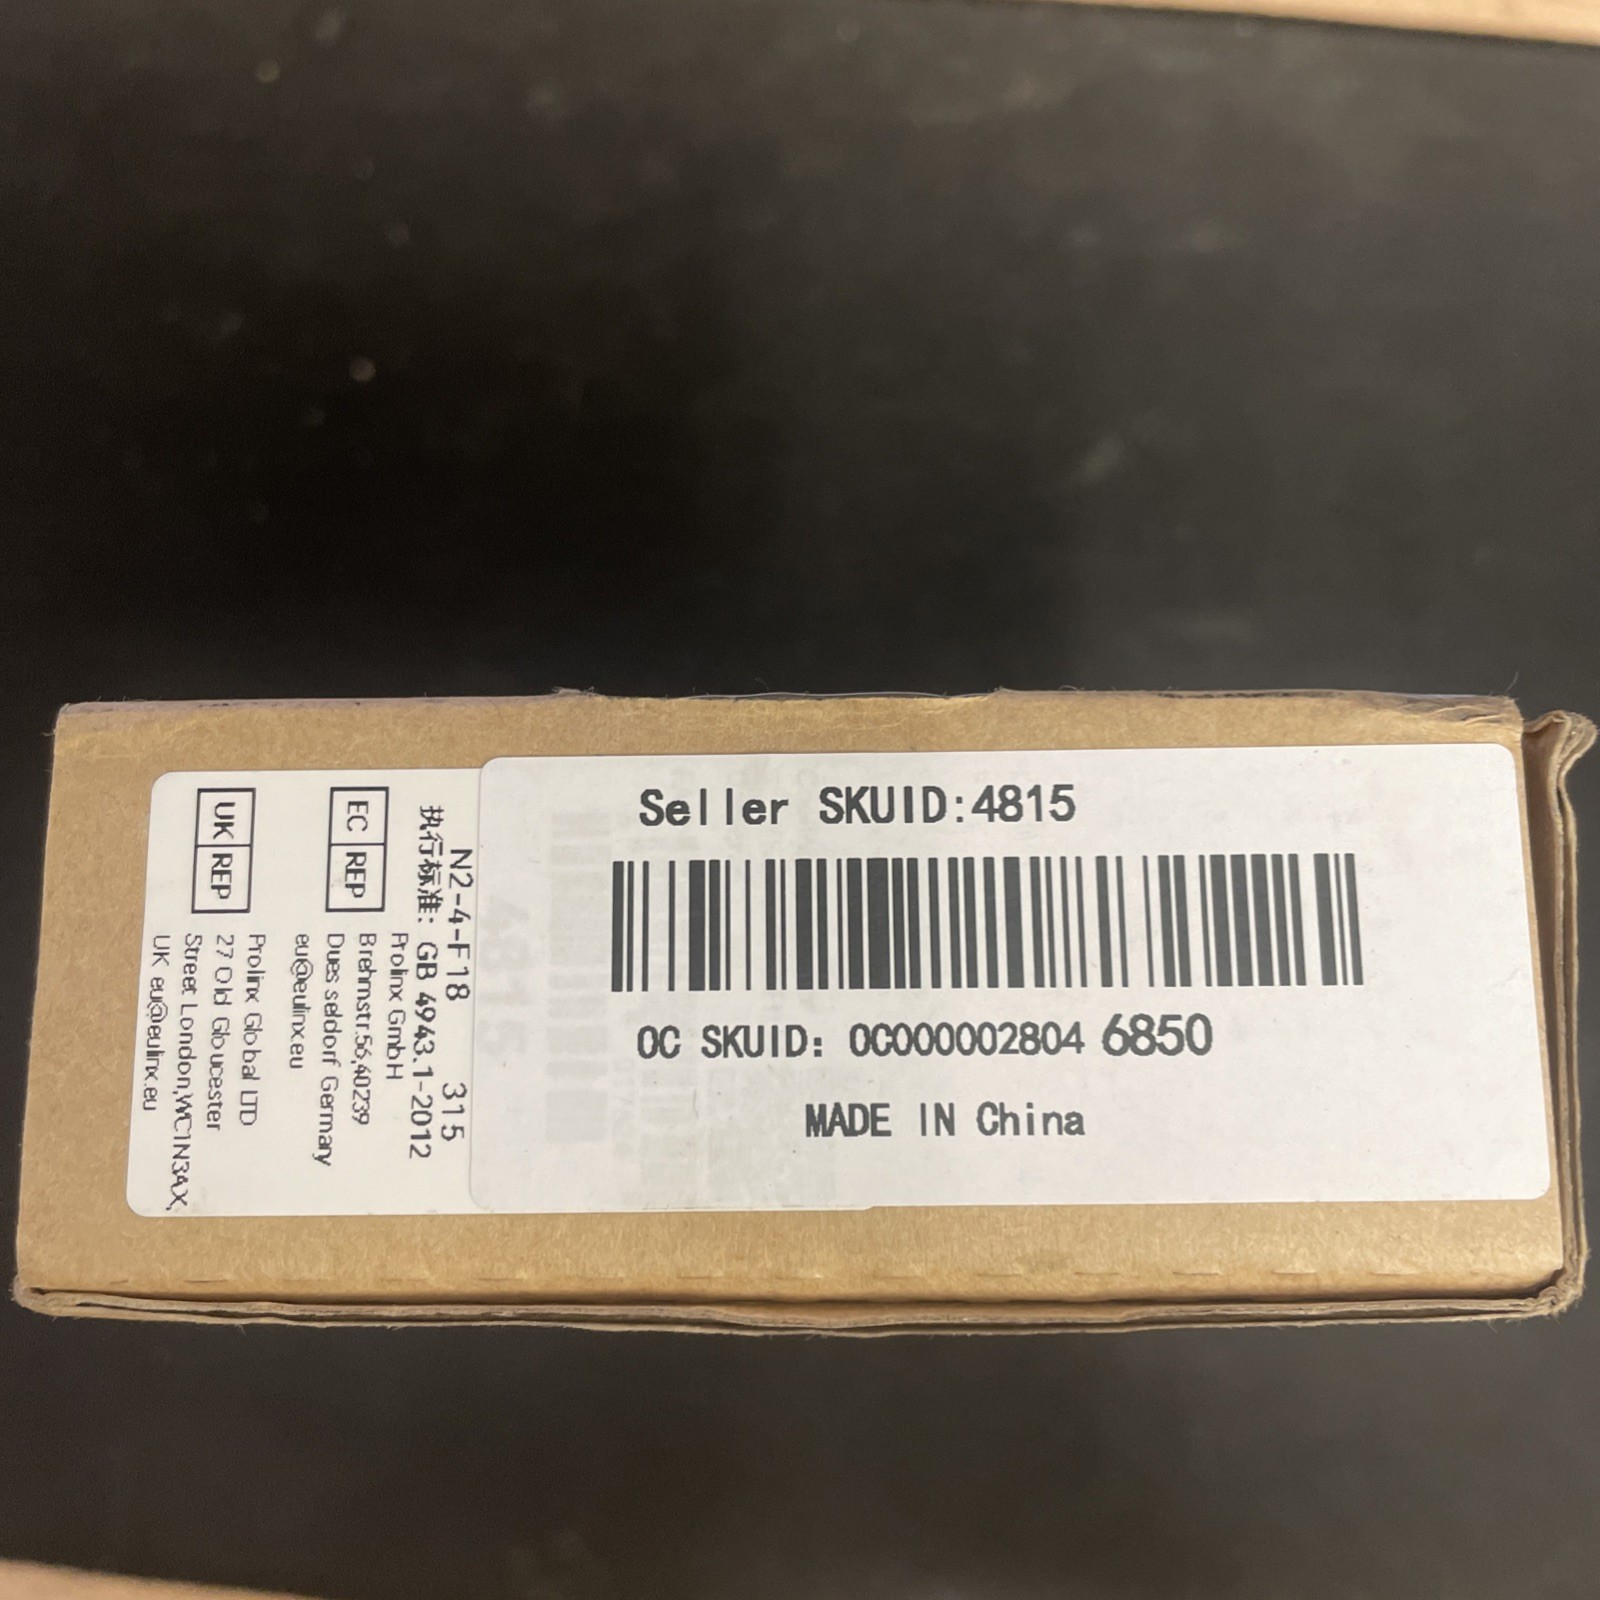 Seller SKUID:4815
OC SKUID: OC000002804 6850
MADE IN China
N2-4-F18 315
执行标准: GB 4943.1-2012
EC REP
Prolinx GmbH
Brehmstr.56,40239
Dues seldorf Germany
eu@eulinx.eu
UK REP
Prolinx Global LTD
27 Old Gloucester
Street London,WC1N3AX,
UK eu@eulinx.eu
4815